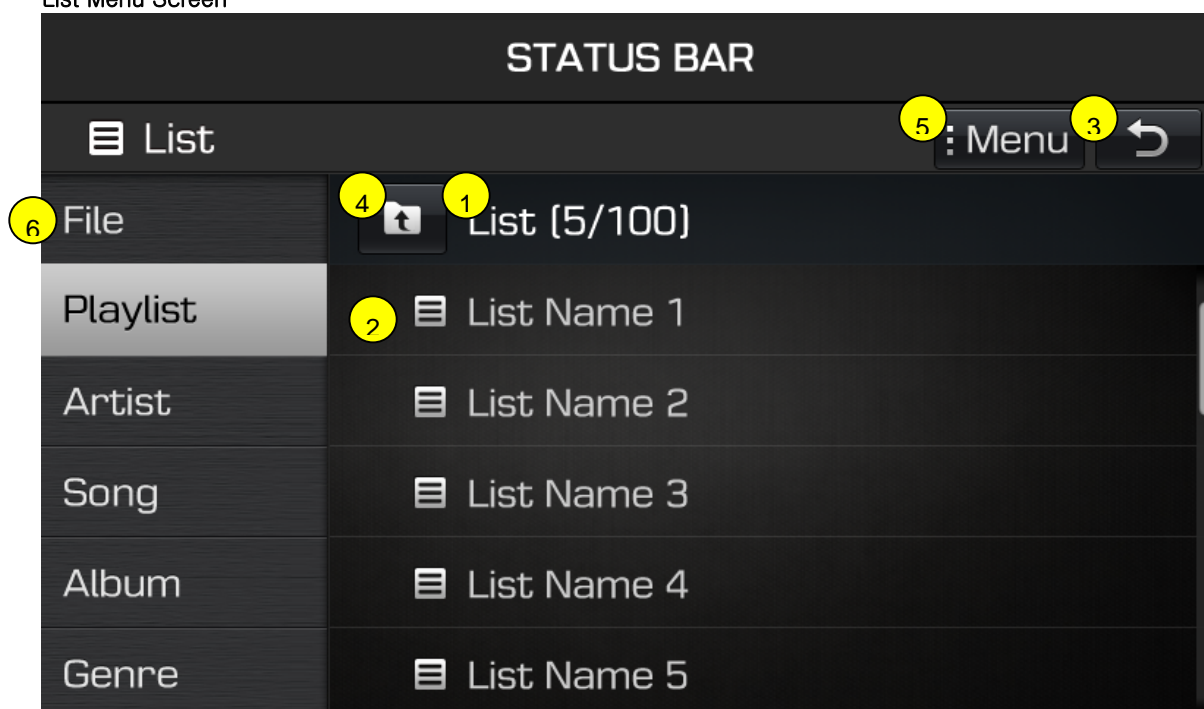 List Menu Screen
STATUS BAR
List
5
Menu
3
6
File
4
1
List (5/100)
Playlist
2
List Name 1
Artist
List Name 2
Song
List Name 3
Album
List Name 4
Genre
List Name 5